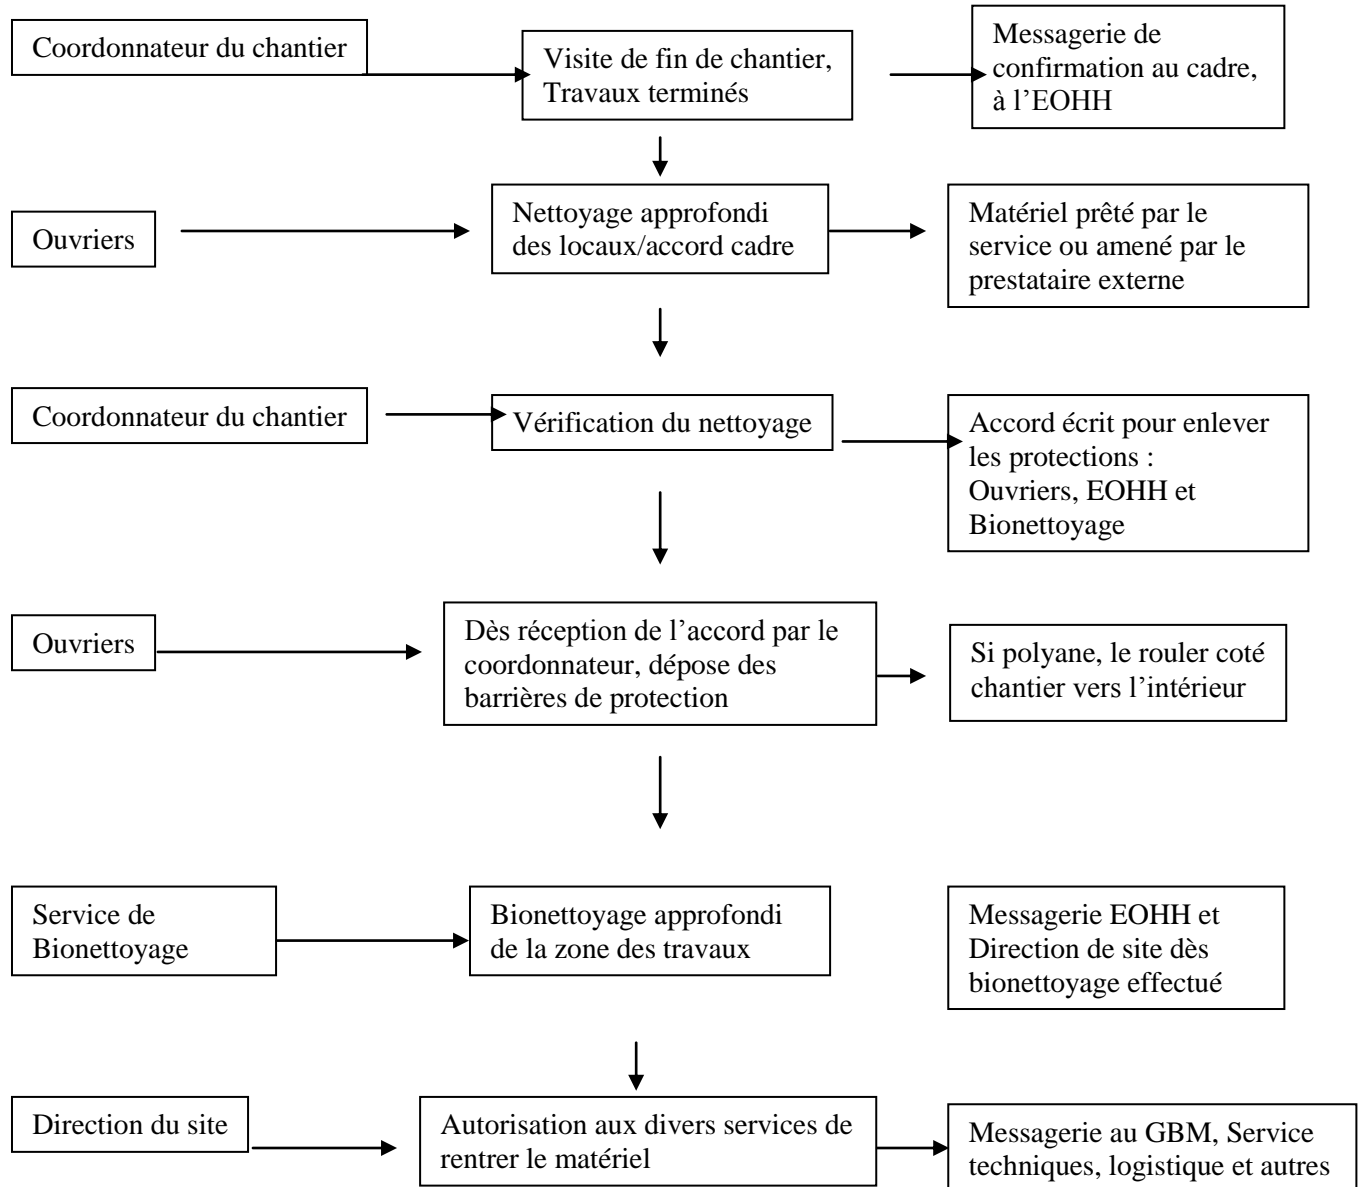 Coordonnateur du chantier
Visite de fin de chantier,
Travaux terminés
Messagerie de
confirmation au cadre,
à l’EOHH
Ouvriers
Nettoyage approfondi
des locaux/accord cadre
Matériel prêté par le
service ou amené par le
prestataire externe
Coordonnateur du chantier
Vérification du nettoyage
Accord écrit pour enlever
les protections :
Ouvriers, EOHH et
Bionettoyage
Ouvriers
Dès réception de l’accord par le
coordonnateur, dépose des
barrières de protection
Si polyane, le rouler coté
chantier vers l’intérieur
Service de
Bionettoyage
Bionettoyage approfondi
de la zone des travaux
Messagerie EOHH et
Direction de site dès
bionettoyage effectué
Direction du site
Autorisation aux divers services de
rentrer le matériel
Messagerie au GBM, Service
techniques, logistique et autres